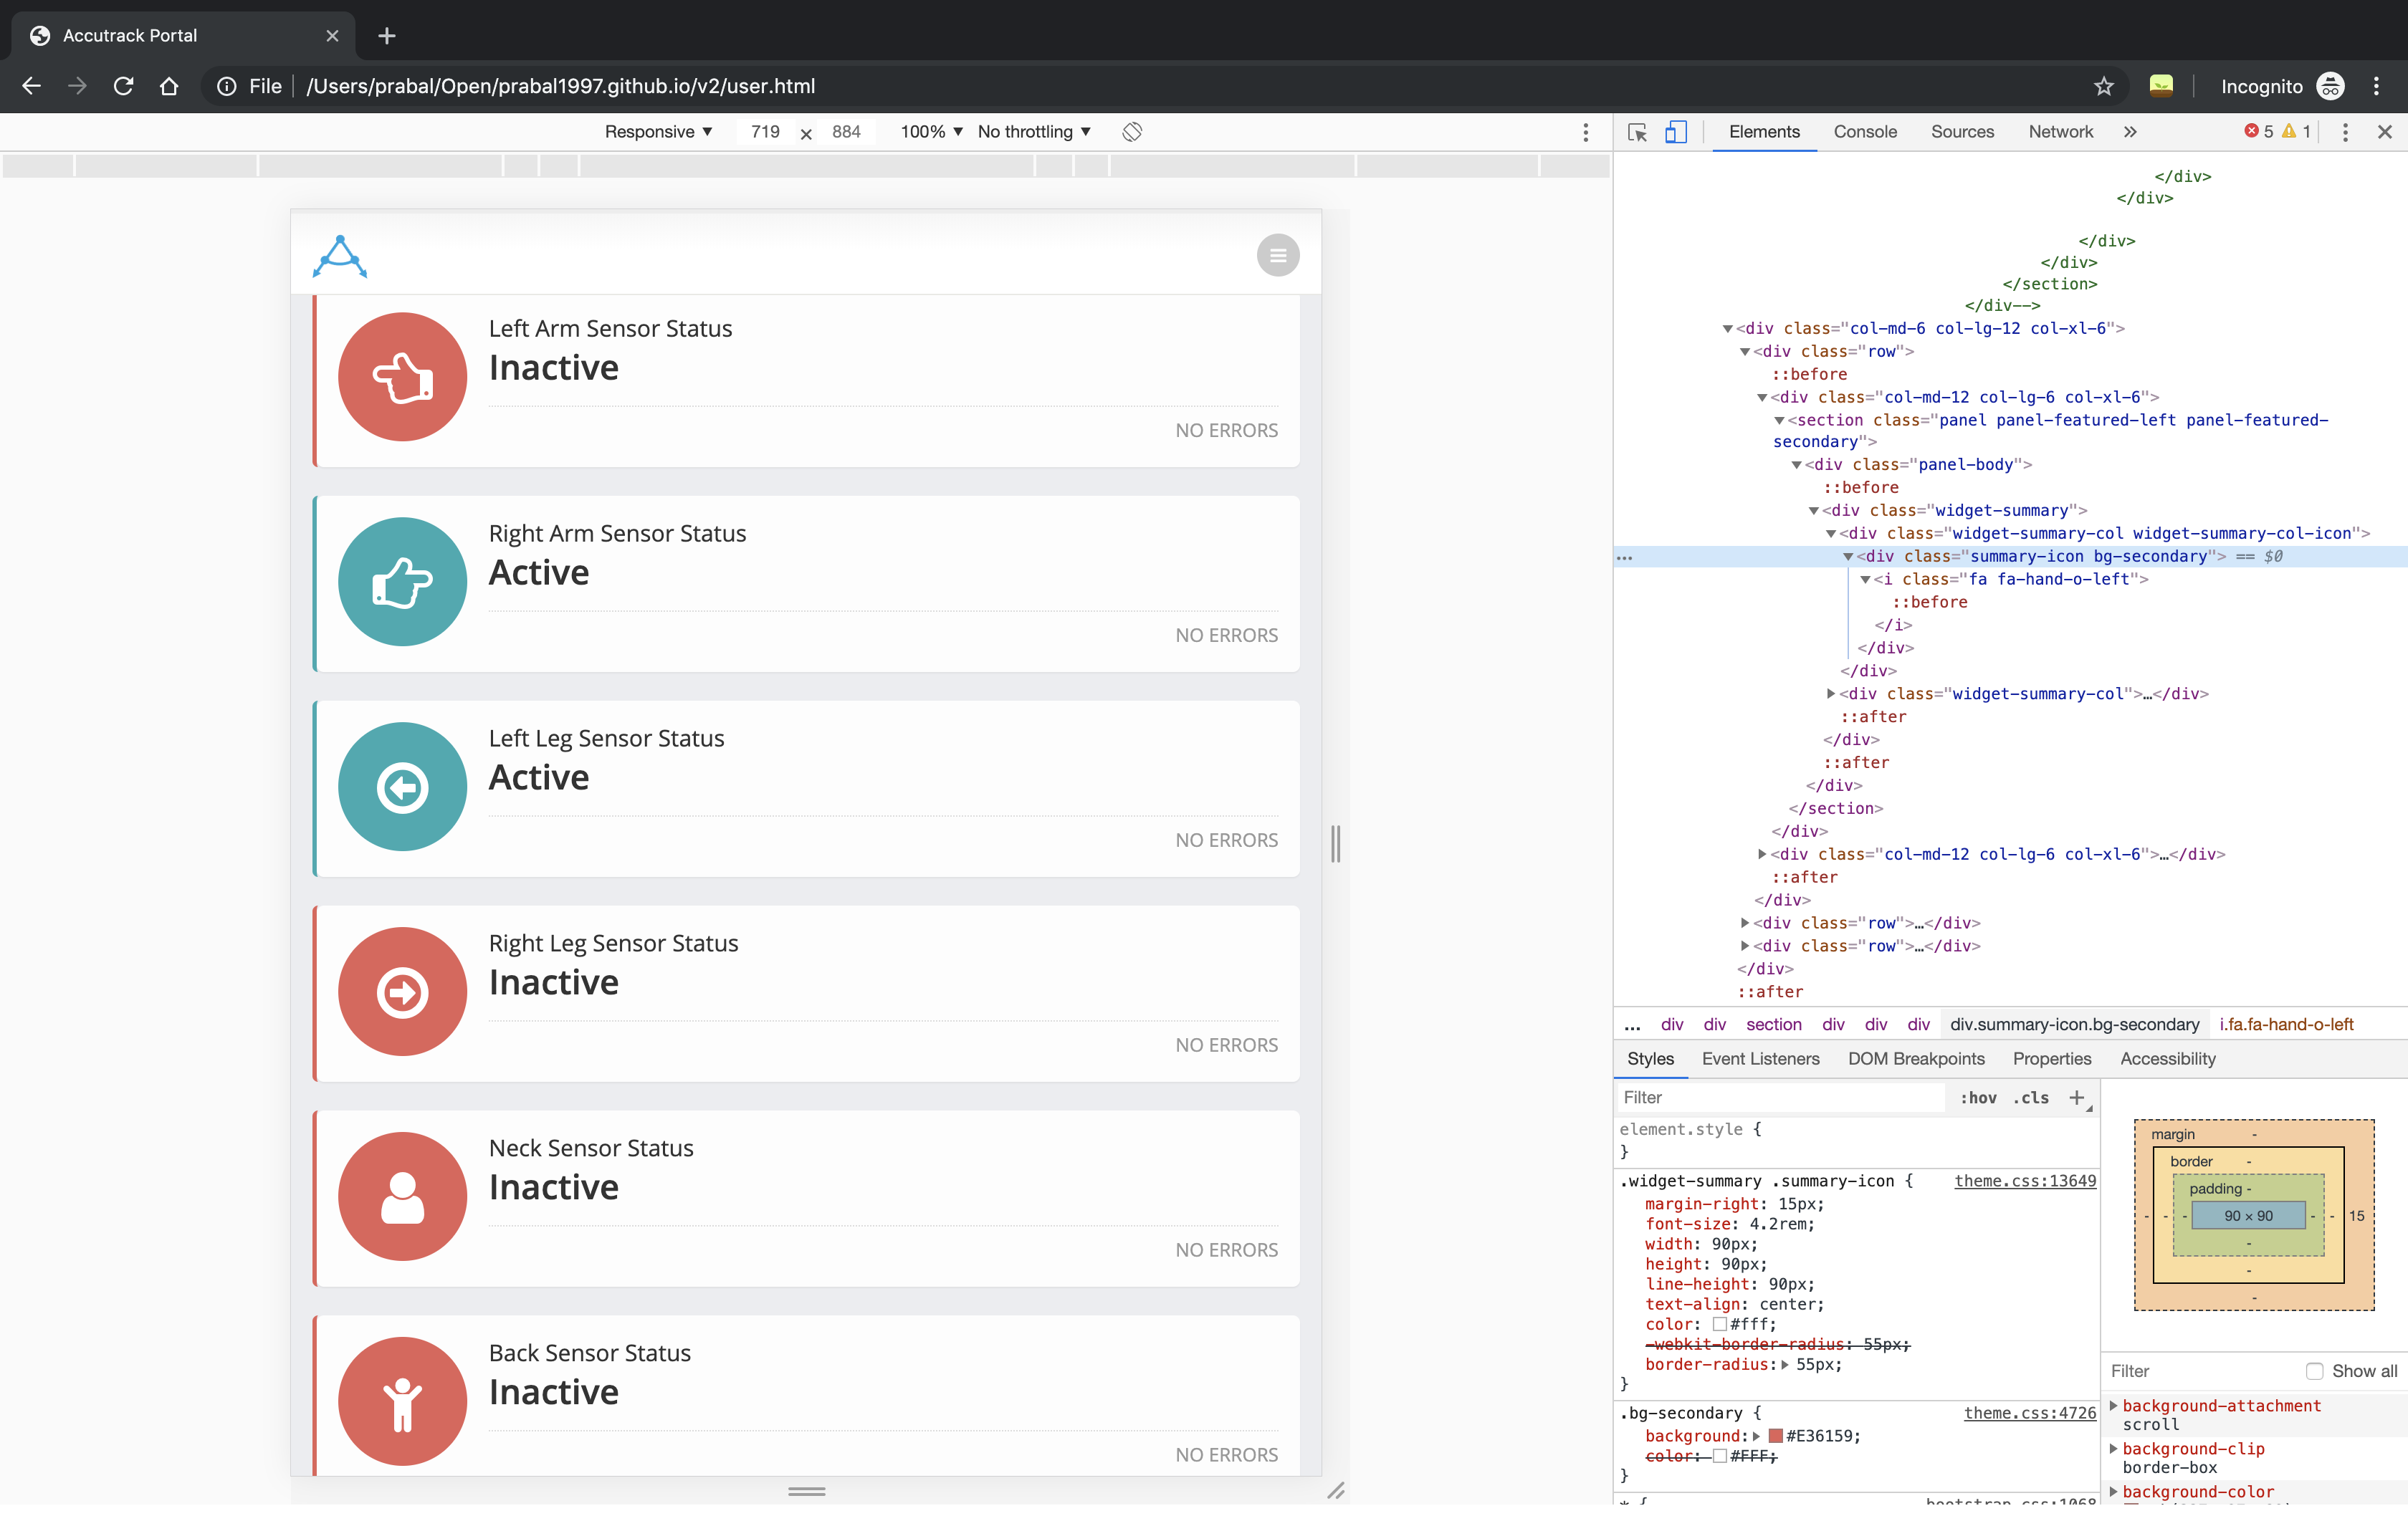 Accutrack Portal
File /Users/prabal/Open/prabal1997.github.io/v2/user.html
Incognito
Responsive ▼ 719 × 884 100% ▼ No throttling ▼
Left Arm Sensor Status
Inactive
NO ERRORS
Right Arm Sensor Status
Active
NO ERRORS
Left Leg Sensor Status
Active
NO ERRORS
Right Leg Sensor Status
Inactive
NO ERRORS
Neck Sensor Status
Inactive
NO ERRORS
Back Sensor Status
Inactive
NO ERRORS
Elements Console Sources Network » 5 1
</div>
</div>
</div>
</div>
</section>
</div-->
▼<div class="col-md-6 col-lg-12 col-xl-6">
▼<div class="row">
::before
▼<div class="col-md-12 col-lg-6 col-xl-6">
▼<section class="panel panel-featured-left panel-featured-
secondary">
▼<div class="panel-body">
::before
▼<div class="widget-summary">
▼<div class="widget-summary-col widget-summary-col-icon">
… ▼<div class="summary-icon bg-secondary"> == $0
▼<i class="fa fa-hand-o-left">
::before
</i>
</div>
</div>
▶<div class="widget-summary-col">…</div>
::after
</div>
::after
</div>
</section>
</div>
▶<div class="col-md-12 col-lg-6 col-xl-6">…</div>
::after
</div>
▶<div class="row">…</div>
▶<div class="row">…</div>
</div>
::after
… div div section div div div div.summary-icon.bg-secondary i.fa.fa-hand-o-left
Styles Event Listeners DOM Breakpoints Properties Accessibility
Filter :hov .cls +
element.style {
}
.widget-summary .summary-icon { theme.css:13649
margin-right: 15px;
font-size: 4.2rem;
width: 90px;
height: 90px;
line-height: 90px;
text-align: center;
color: #fff;
-webkit-border-radius: 55px;
border-radius:▶ 55px;
}
.bg-secondary { theme.css:4726
background:▶ #E36159;
color: #FFF;
}
* { bootstrap.css:1068
margin -
border -
padding -
- - - 90 × 90 - - 15
-
-
-
Filter Show all
▶ background-attachment
scroll
▶ background-clip
border-box
▶ background-color